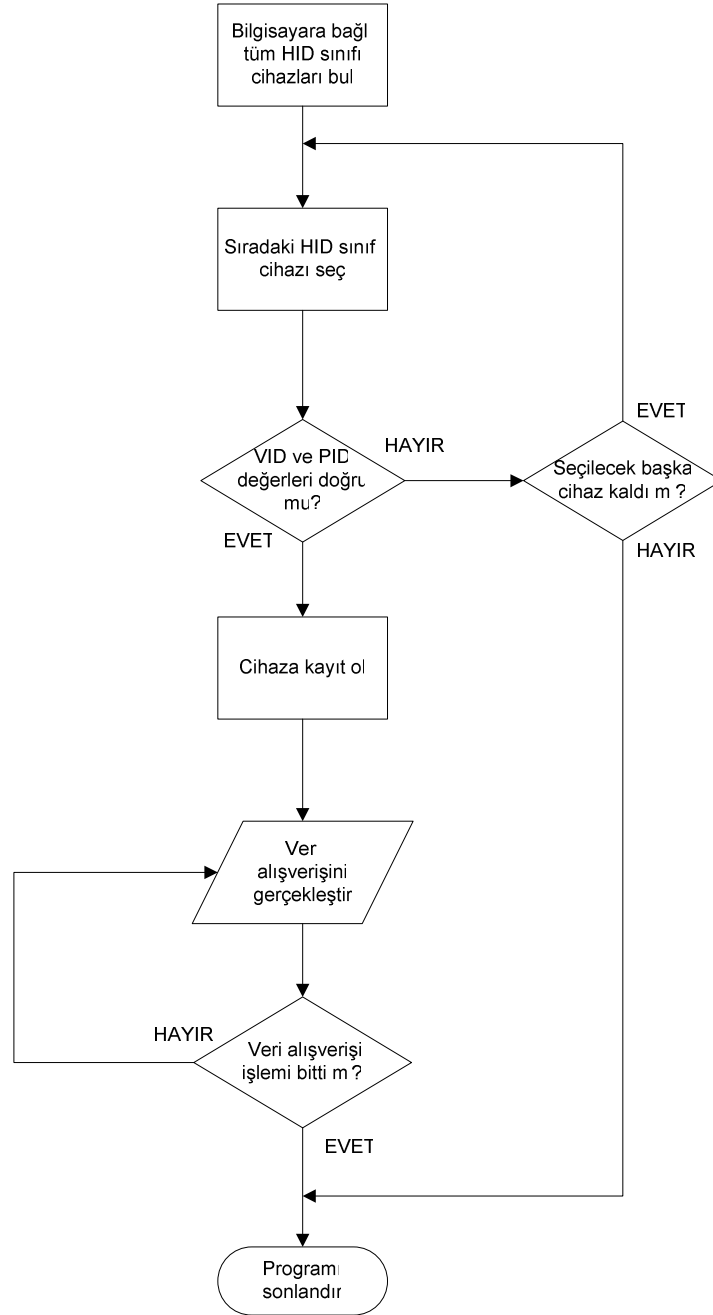 Bilgisayara bağl
tüm HID sınıfı
cihazları bul
Sıradaki HID sınıf
cihazı seç
VID ve PID
değerleri doğru
mu?
HAYIR
EVET
Seçilecek başka
cihaz kaldı m ?
EVET
HAYIR
Cihaza kayıt ol
Ver
alışverişini
gerçekleştir
HAYIR
Veri alışverişi
işlemi bitti m ?
EVET
Programı
sonlandır